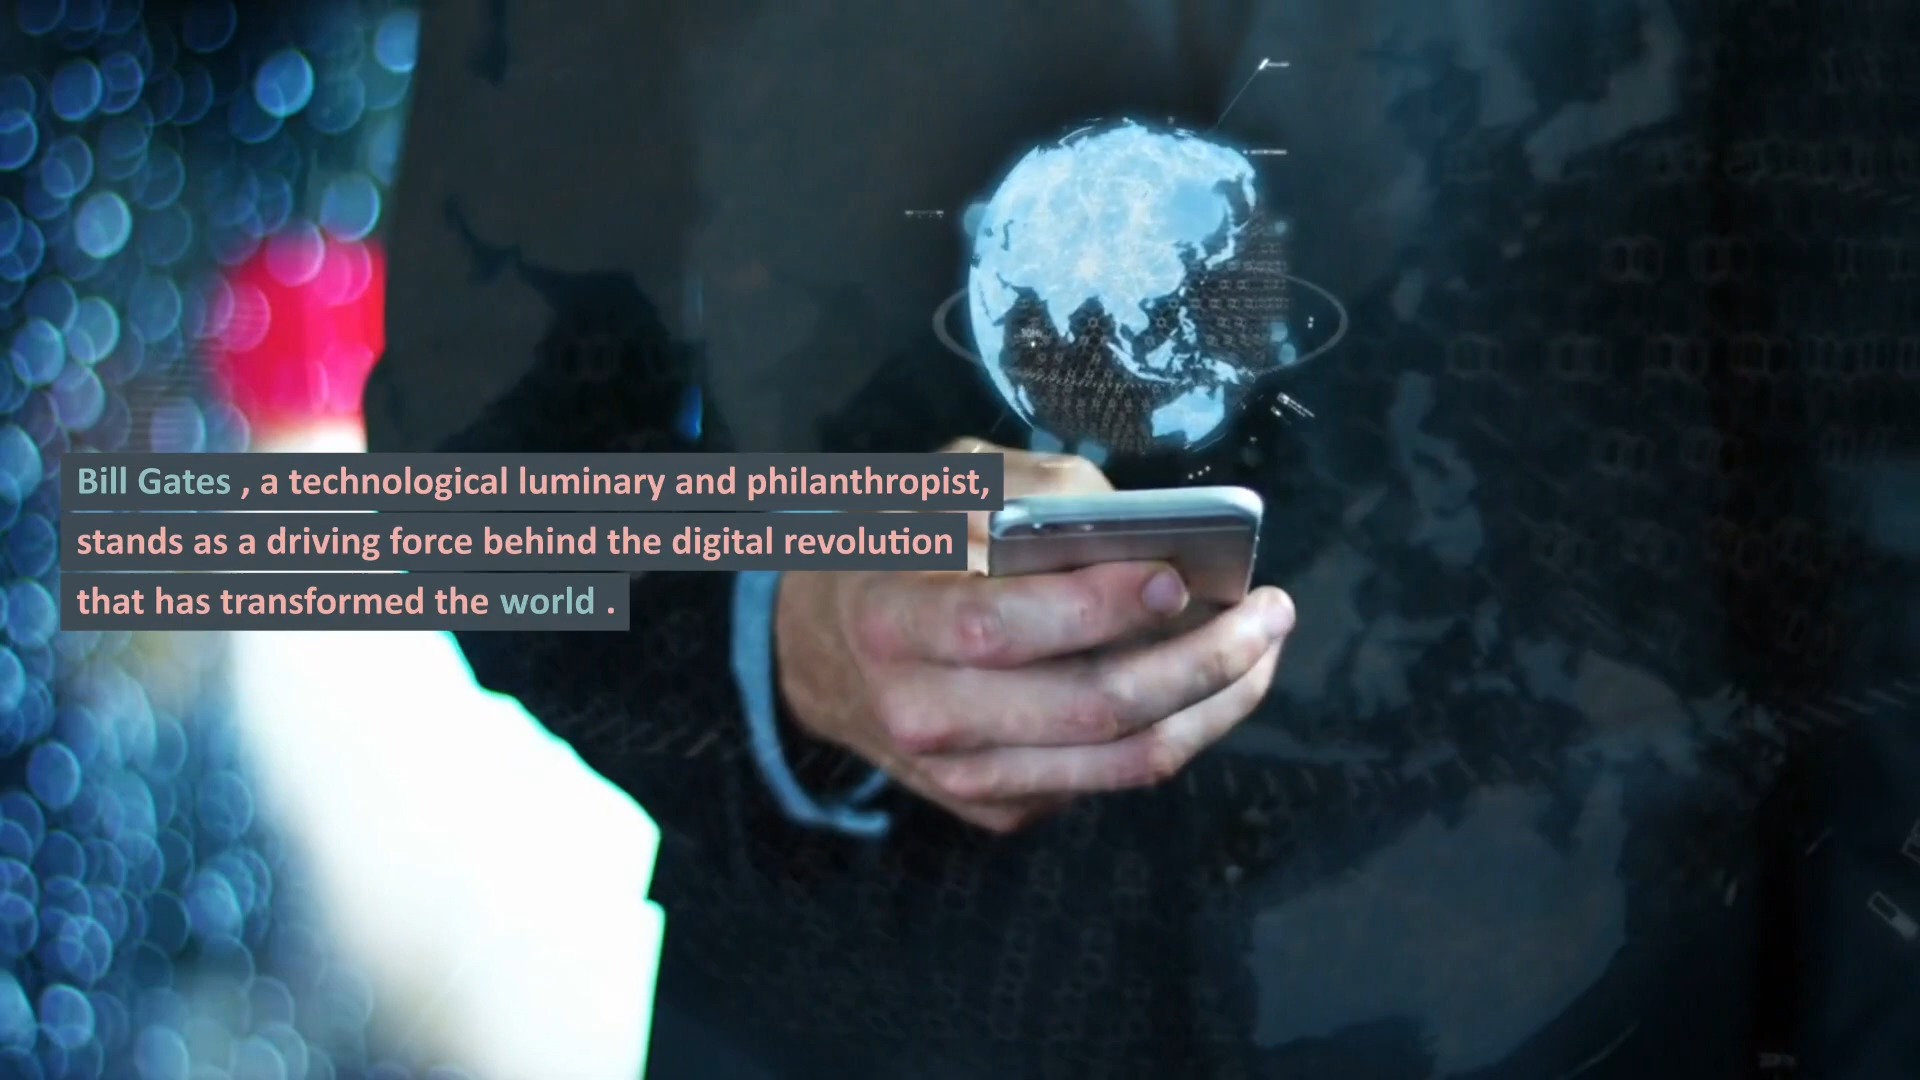 Bill Gates , a technological luminary and philanthropist,
stands as a driving force behind the digital revolution
that has transformed the world .